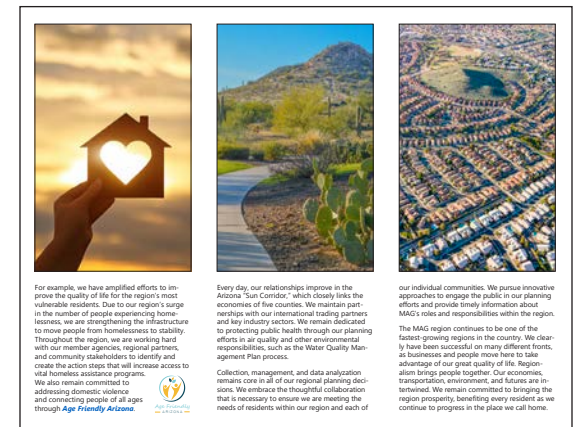 For example, we have amplified efforts to im-
prove the quality of life for the region's most
vulnerable residents. Due to our region's surge
in the number of people experiencing home-
lessness, we are strengthening the infrastructure
to move people from homelessness to stability.
Throughout the region, we are working hard
with our member agencies, regional partners,
and community stakeholders to identify and
create the action steps that will increase access to
vital homeless assistance programs.
We also remain committed to
addressing domestic violence
and connecting people of all ages
through Age Friendly Arizona.
Age Friendly
ARIZONA
Every day, our relationships improve in the
Arizona "Sun Corridor," which closely links the
economies of five counties. We maintain part-
nerships with our international trading partners
and key industry sectors. We remain dedicated
to protecting public health through our planning
efforts in air quality and other environmental
responsibilities, such as the Water Quality Man-
agement Plan process.
Collection, management, and data analyzation
remains core in all of our regional planning deci-
sions. We embrace the thoughtful collaboration
that is necessary to ensure we are meeting the
needs of residents within our region and each of
our individual communities. We pursue innovative
approaches to engage the public in our planning
efforts and provide timely information about
MAG's roles and responsibilities within the region.
The MAG region continues to be one of the
fastest-growing regions in the country. We clear-
ly have been successful on many different fronts,
as businesses and people move here to take
advantage of our great quality of life. Region-
alism brings people together. Our economies,
transportation, environment, and futures are in-
tertwined. We remain committed to bringing the
region prosperity, benefiting every resident as we
continue to progress in the place we call home.